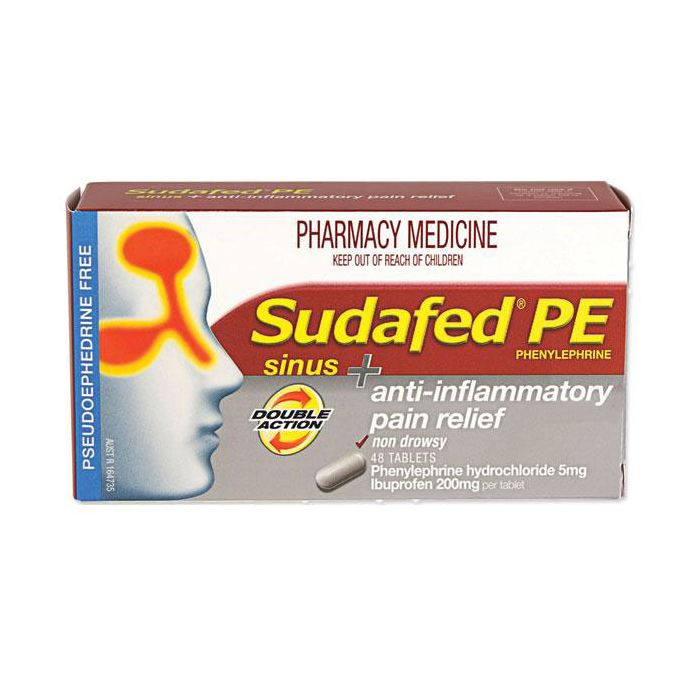 Sudafed PE
sinus + anti-inflammatory pain relief
PHARMACY MEDICINE
KEEP OUT OF REACH OF CHILDREN
PSEUDOEPHEDRINE FREE
AUST R 164735
Sudafed® PE
PHENYLEPHRINE
sinus +
anti-inflammatory
pain relief
DOUBLE
ACTION
non drowsy
48 TABLETS
Phenylephrine hydrochloride 5mg
Ibuprofen 200mg per tablet